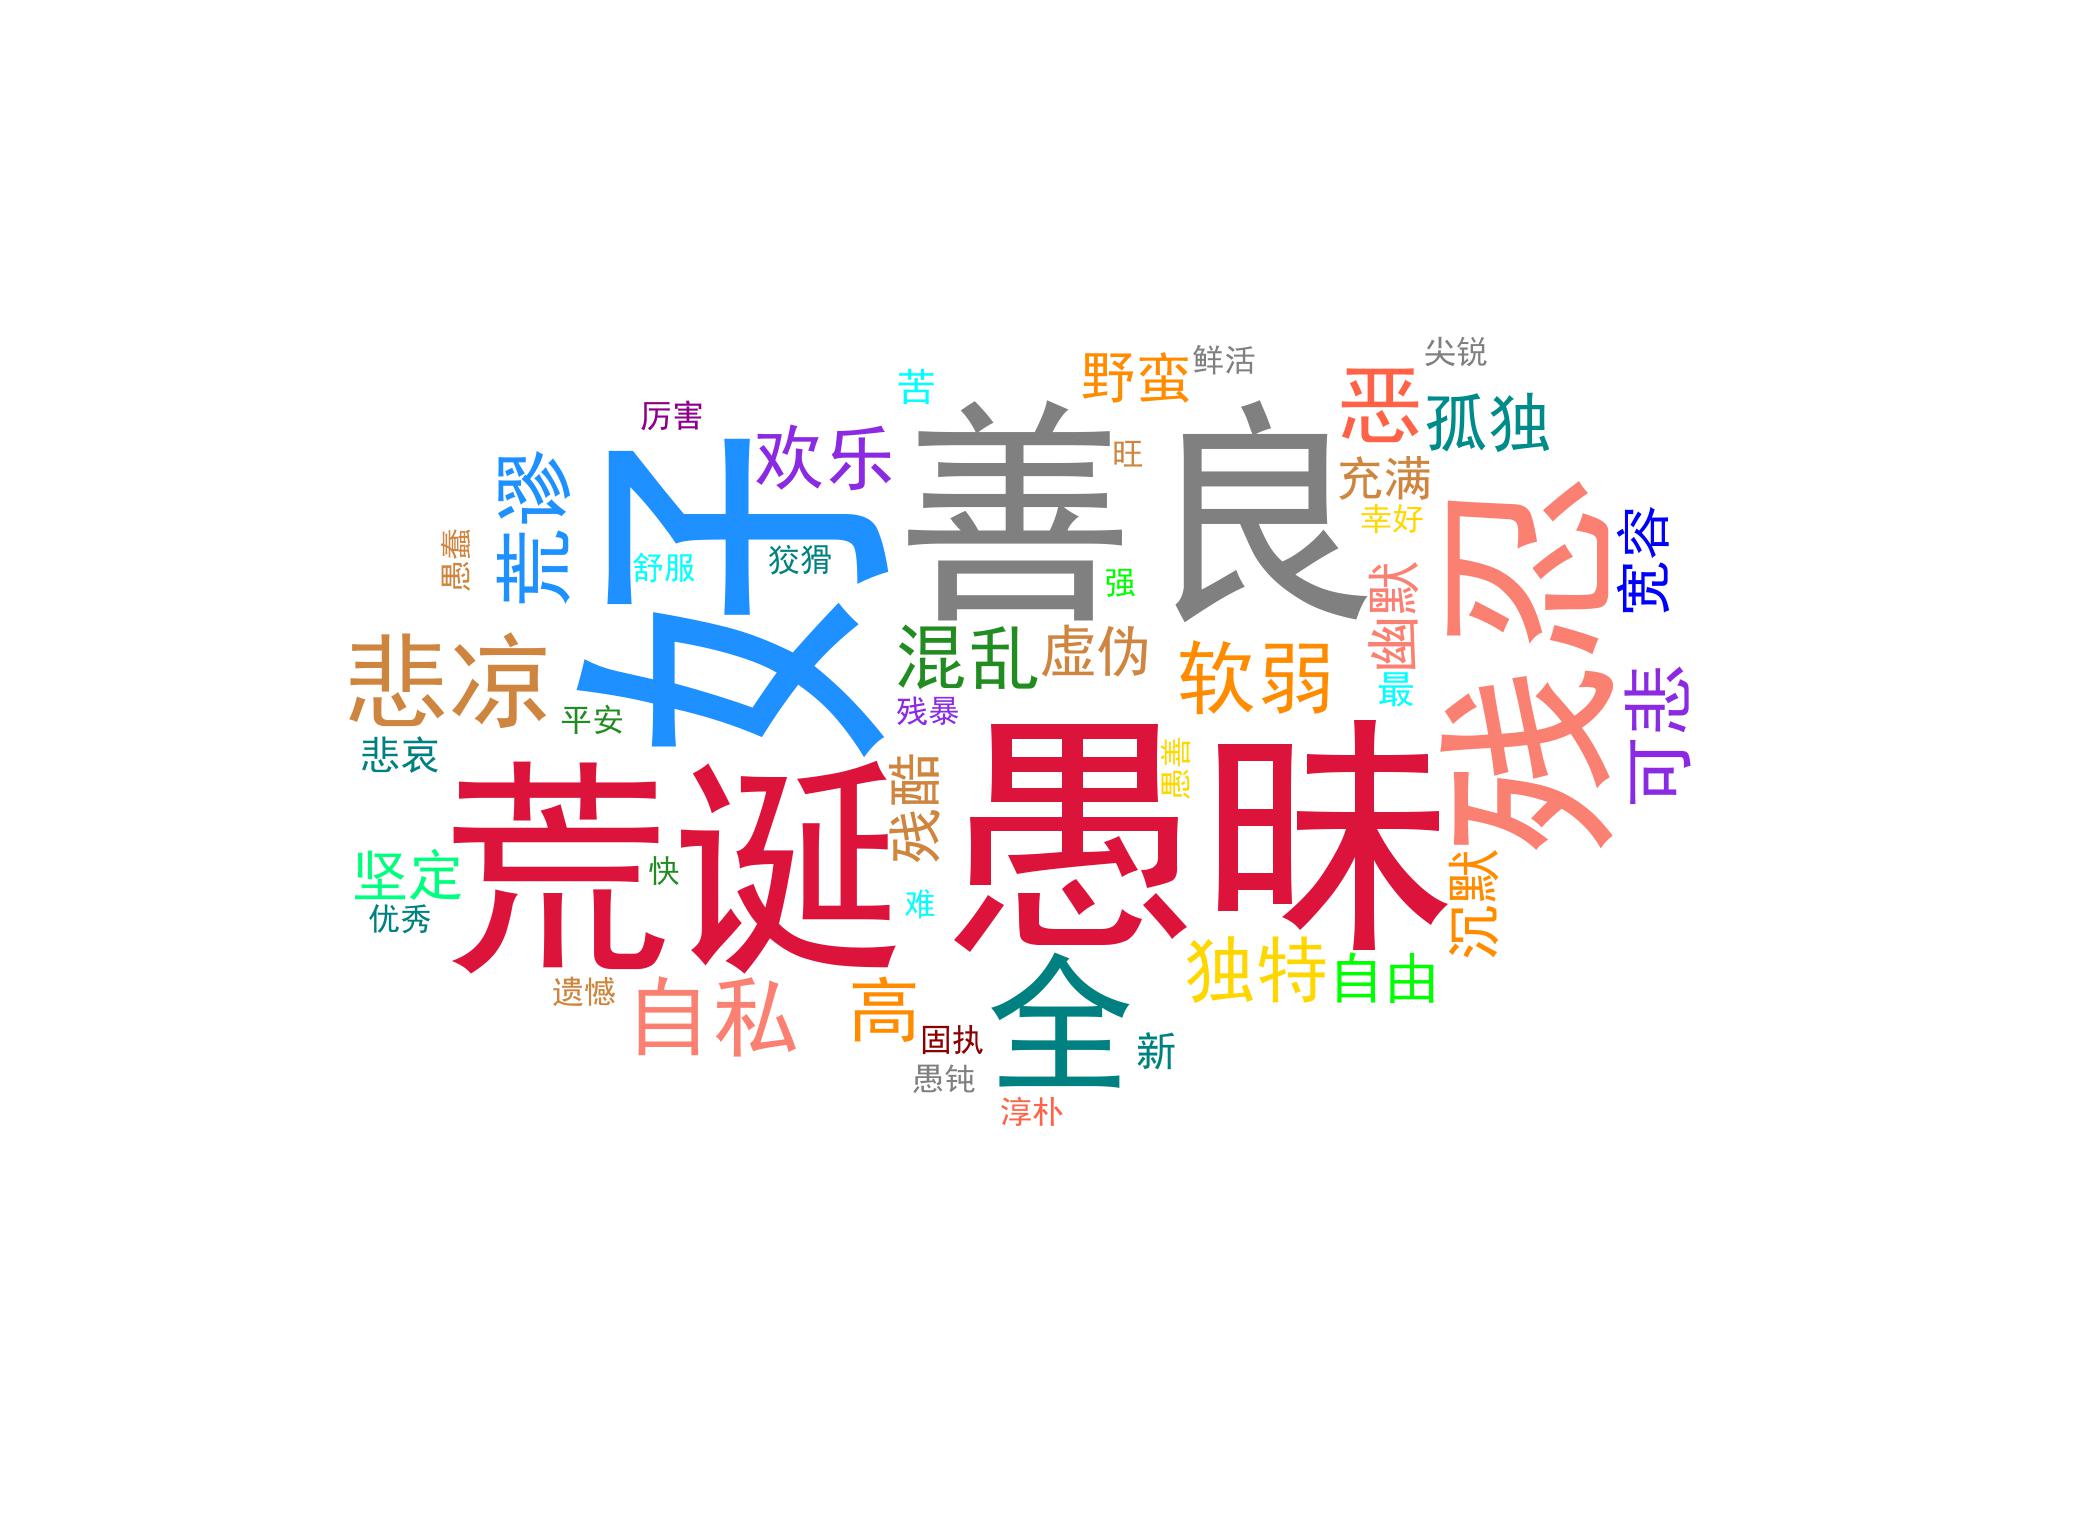 尖锐
鲜活
野蛮
苦
恶
孤独
厉害
善良
欢乐
旺
充满
好
荒谬
幸好
残忍
宽容
愚蠢
舒服
狡猾
强
幽默
混乱
虚伪
软弱
悲凉
最
可悲
平安
残暴
悲哀
愚昧
愚善
荒诞
残酷
坚定
快
难
优秀
沉默
独特
自由
遗憾
自私
高
全
固执
新
愚钝
淳朴